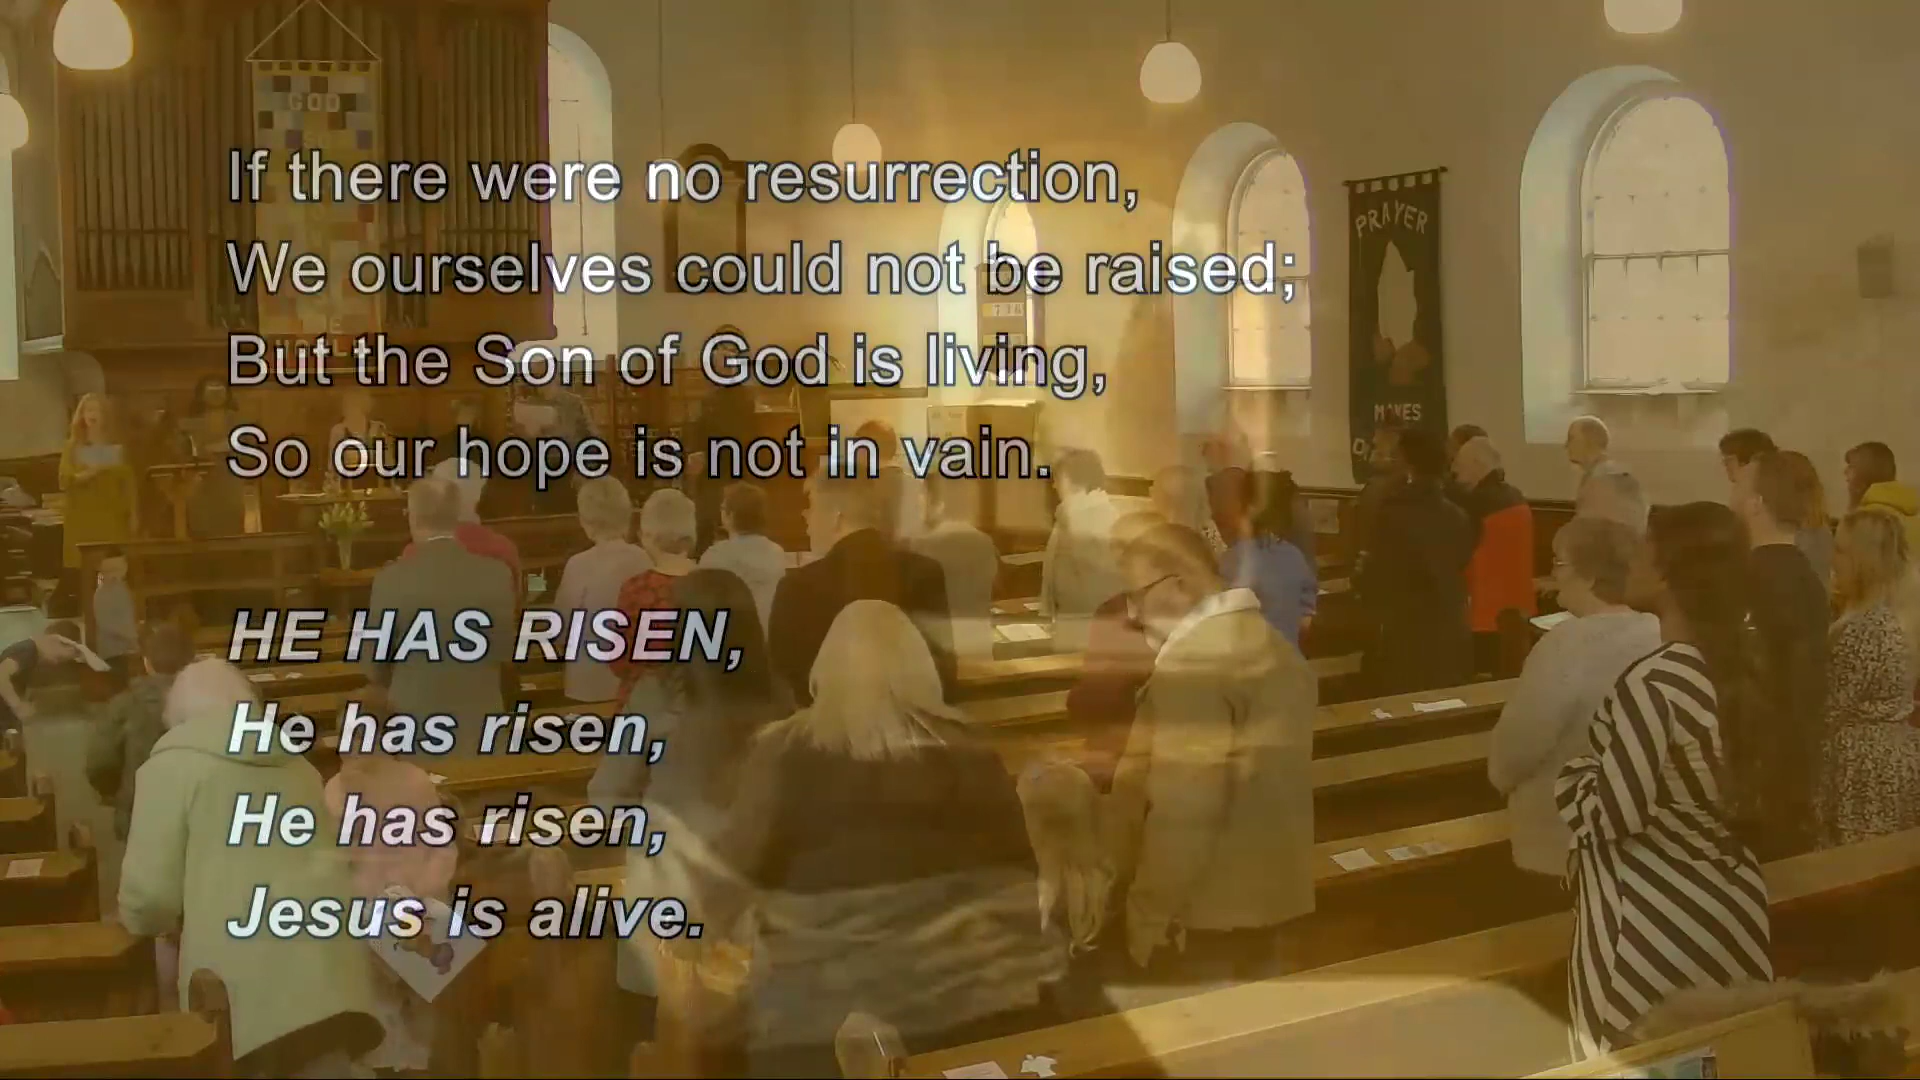 GOD
If there were no resurrection,
We ourselves could not be raised;
But the Son of God is living,
So our hope is not in vain.
HE HAS RISEN,
He has risen,
He has risen,
Jesus is alive.
PRAYER